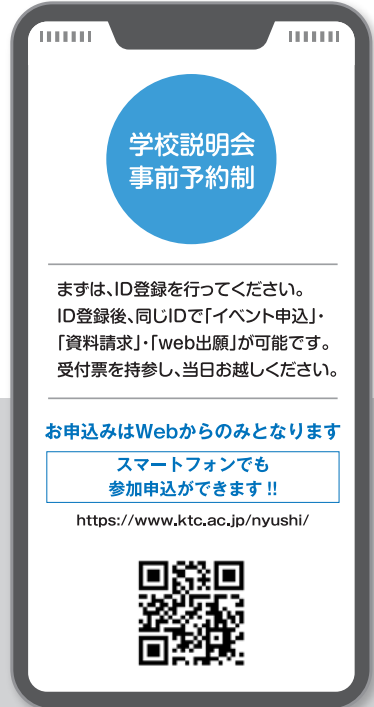 学校説明会
事前予約制
まずは、ID登録を行ってください。
ID登録後、同じIDで「イベント申込」・
「資料請求」・「web出願」が可能です。
受付票を持参し、当日お越しください。
お申込みはWebからのみとなります
スマートフォンでも
参加申込ができます!!
https://www.ktc.ac.jp/nyushi/